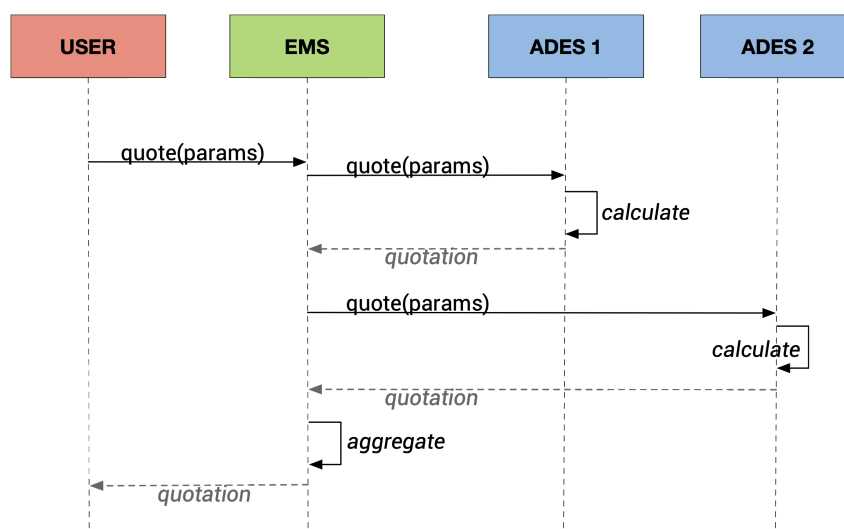 USER
EMS
ADES 1
ADES 2
quote(params)
quote(params)
calculate
quotation
quote(params)
calculate
quotation
aggregate
quotation